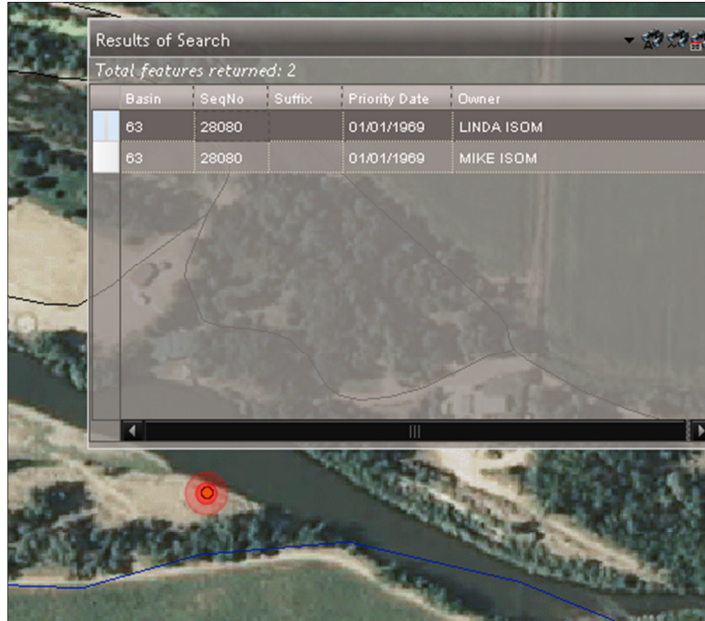 Results of Search
Total features returned: 2
Basin SeqNo Suffix Priority Date Owner
63 28080 01/01/1969 LINDA ISOM
63 28080 01/01/1969 MIKE ISOM